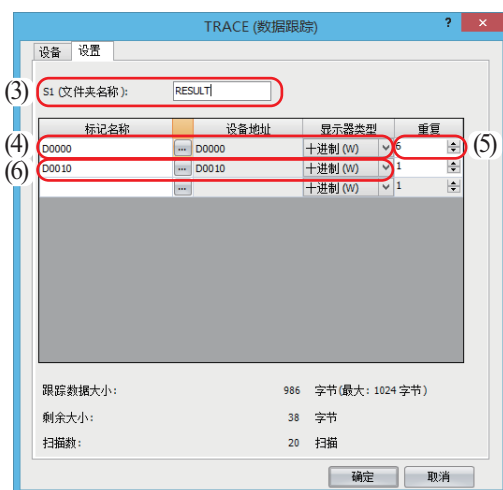 TRACE (数据跟踪)
? ×
设备 设置
(3) S1 (文件夹名称): RESULT
标记名称 设备地址 显示器类型 重复
(4) D0000 ... D0000 十进制 (W) 6 (5)
(6) D0010 ... D0010 十进制 (W) 1
... 十进制 (W) 1
跟踪数据大小: 986 字节(最大: 1024 字节)
剩余大小: 38 字节
扫描数: 20 扫描
确定 取消